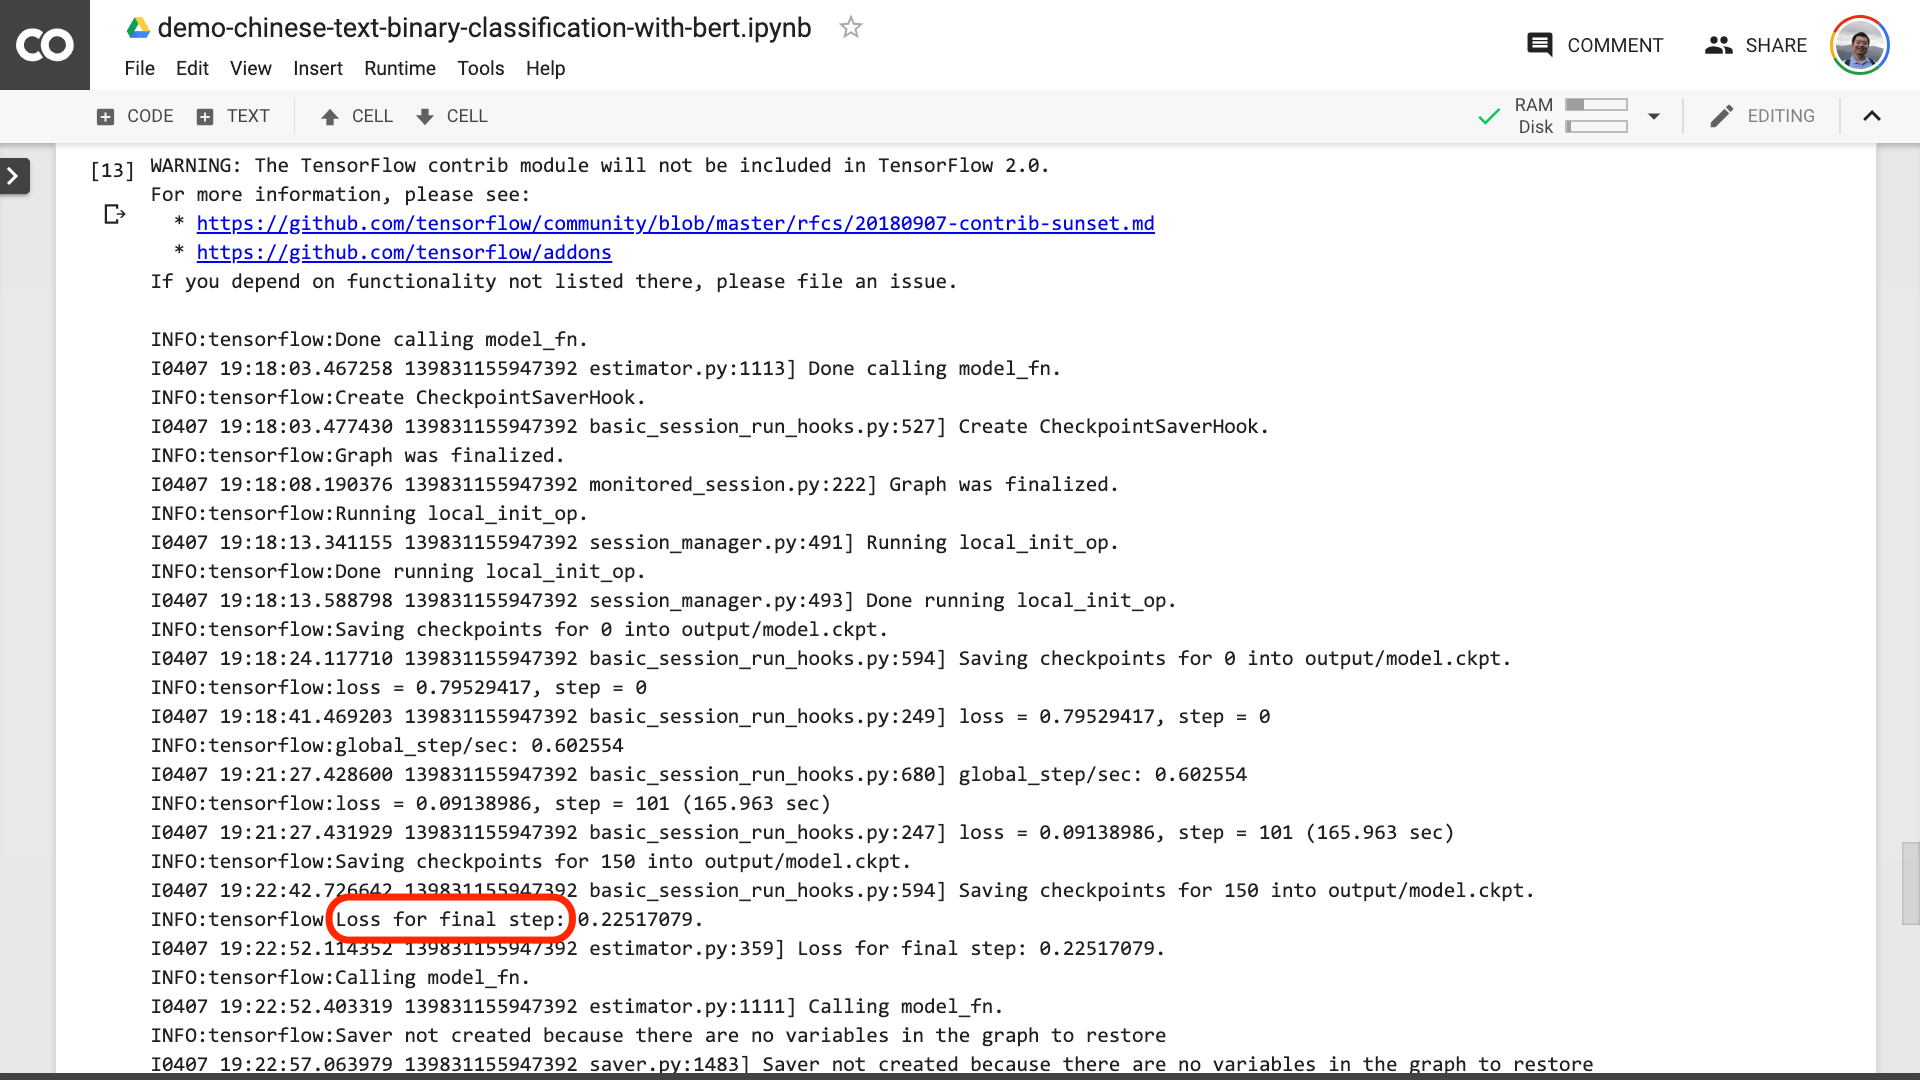 CO
demo-chinese-text-binary-classification-with-bert.ipynb
File Edit View Insert Runtime Tools Help
COMMENT SHARE
CODE TEXT CELL CELL
RAM
Disk
EDITING
[13] WARNING: The TensorFlow contrib module will not be included in TensorFlow 2.0.
For more information, please see:
* https://github.com/tensorflow/community/blob/master/rfcs/20180907-contrib-sunset.md
* https://github.com/tensorflow/addons
If you depend on functionality not listed there, please file an issue.
INFO:tensorflow:Done calling model_fn.
I0407 19:18:03.467258 139831155947392 estimator.py:1113] Done calling model_fn.
INFO:tensorflow:Create CheckpointSaverHook.
I0407 19:18:03.477430 139831155947392 basic_session_run_hooks.py:527] Create CheckpointSaverHook.
INFO:tensorflow:Graph was finalized.
I0407 19:18:08.190376 139831155947392 monitored_session.py:222] Graph was finalized.
INFO:tensorflow:Running local_init_op.
I0407 19:18:13.341155 139831155947392 session_manager.py:491] Running local_init_op.
INFO:tensorflow:Done running local_init_op.
I0407 19:18:13.588798 139831155947392 session_manager.py:493] Done running local_init_op.
INFO:tensorflow:Saving checkpoints for 0 into output/model.ckpt.
I0407 19:18:24.117710 139831155947392 basic_session_run_hooks.py:594] Saving checkpoints for 0 into output/model.ckpt.
INFO:tensorflow:loss = 0.79529417, step = 0
I0407 19:18:41.469203 139831155947392 basic_session_run_hooks.py:249] loss = 0.79529417, step = 0
INFO:tensorflow:global_step/sec: 0.602554
I0407 19:21:27.428600 139831155947392 basic_session_run_hooks.py:680] global_step/sec: 0.602554
INFO:tensorflow:loss = 0.09138986, step = 101 (165.963 sec)
I0407 19:21:27.431929 139831155947392 basic_session_run_hooks.py:247] loss = 0.09138986, step = 101 (165.963 sec)
INFO:tensorflow:Saving checkpoints for 150 into output/model.ckpt.
I0407 19:22:42.726642 139831155947392 basic_session_run_hooks.py:594] Saving checkpoints for 150 into output/model.ckpt.
INFO:tensorflow:Loss for final step: 0.22517079.
I0407 19:22:52.114352 139831155947392 estimator.py:359] Loss for final step: 0.22517079.
INFO:tensorflow:Calling model_fn.
I0407 19:22:52.403319 139831155947392 estimator.py:1111] Calling model_fn.
INFO:tensorflow:Saver not created because there are no variables in the graph to restore
I0407 19:22:57.063979 139831155947392 saver.py:1483] Saver not created because there are no variables in the graph to restore